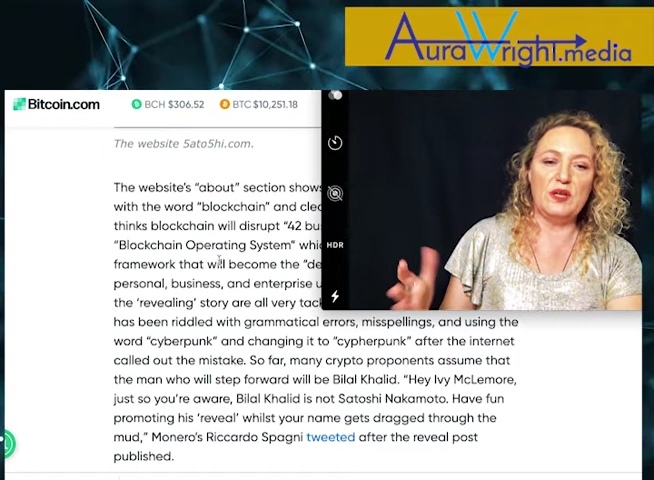 AuraWright.media
Bitcoin.com
BCH $306.52
BTC $10,251.18
The website 5ato5hi.com.
The website's "about" section shows
with the word "blockchain" and
thinks blockchain will disrupt "42
"Blockchain Operating System"
framework that will become the
personal, business, and enterprise
the 'revealing' story are all very
has been riddled with grammatical errors, misspellings, and using the
word "cyberpunk" and changing it to "cypherpunk" after the internet
called out the mistake. So far, many crypto proponents assume that
the man who will step forward will be Bilal Khalid. "Hey Ivy McLemore,
just so you're aware, Bilal Khalid is not Satoshi Nakamoto. Have fun
promoting his 'reveal' whilst your name gets dragged through the
mud," Monero's Riccardo Spagni tweeted after the reveal post
published.
HDR